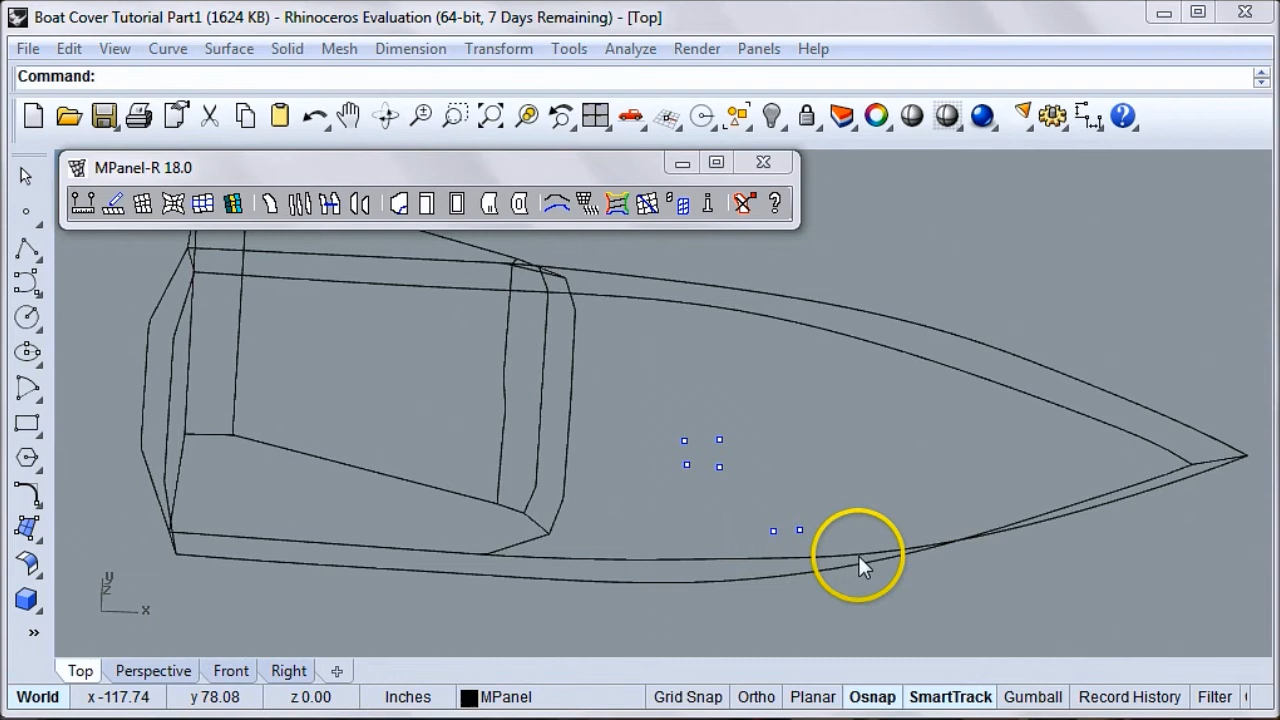 Boat Cover Tutorial Part1 (1624 KB) - Rhinoceros Evaluation (64-bit, 7 Days Remaining) - [Top]
File Edit View Curve Surface Solid Mesh Dimension Transform Tools Analyze Render Panels Help
Command:
MPanel-R 18.0
y
z
x
Top Perspective Front Right
World x -117.74 y 78.08 z 0.00 Inches MPanel Grid Snap Ortho Planar Osnap SmartTrack Gumball Record History Filter